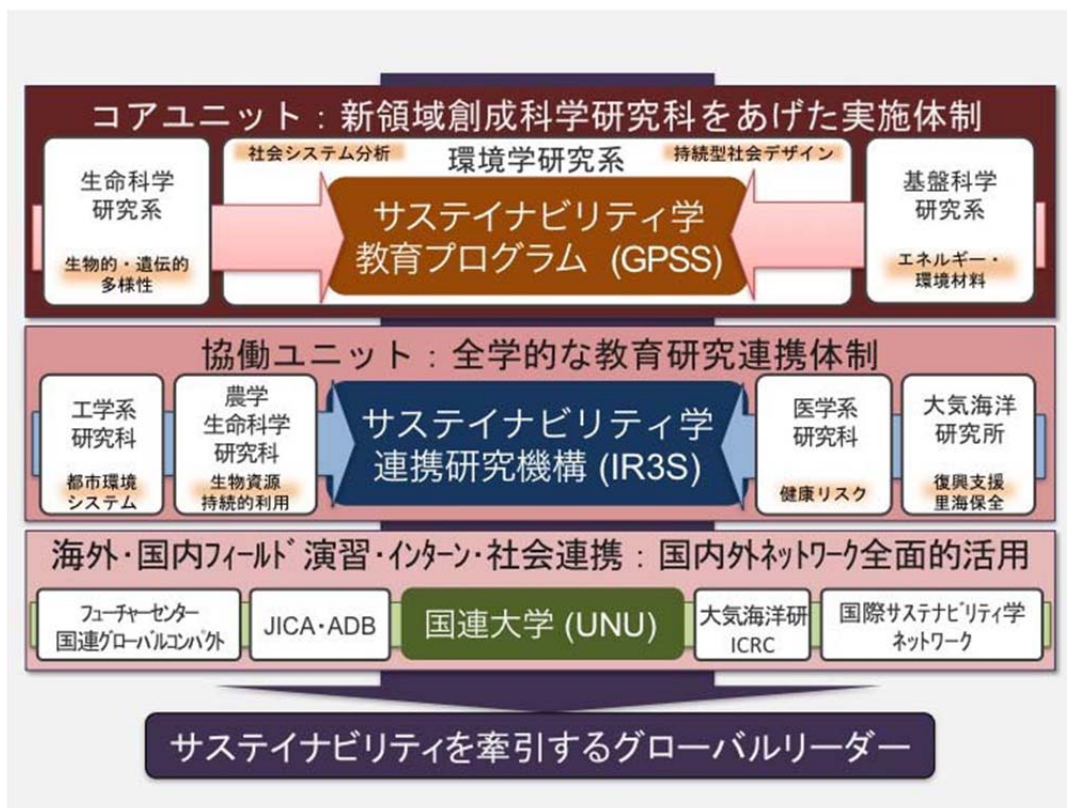 コアユニット：新領域創成科学研究科をあげた実施体制
生命科学
研究系
生物的・遺伝的
多様性
社会システム分析
環境学研究系
持続型社会デザイン
サステイナビリティ学
教育プログラム (GPSS)
基盤科学
研究系
エネルギー・
環境材料
協働ユニット：全学的な教育研究連携体制
工学系
研究科
都市環境
システム
農学
生命科学
研究科
生物資源
持続的利用
サステイナビリティ学
連携研究機構 (IR3S)
医学系
研究科
健康リスク
大気海洋
研究所
復興支援
里海保全
海外・国内フィールド演習・インターン・社会連携：国内外ネットワーク全面的活用
フューチャーセンター
国連グローバルコンパクト
JICA・ADB
国連大学 (UNU)
大気海洋研
ICRC
国際サステナビリティ学
ネットワーク
サステイナビリティを牽引するグローバルリーダー